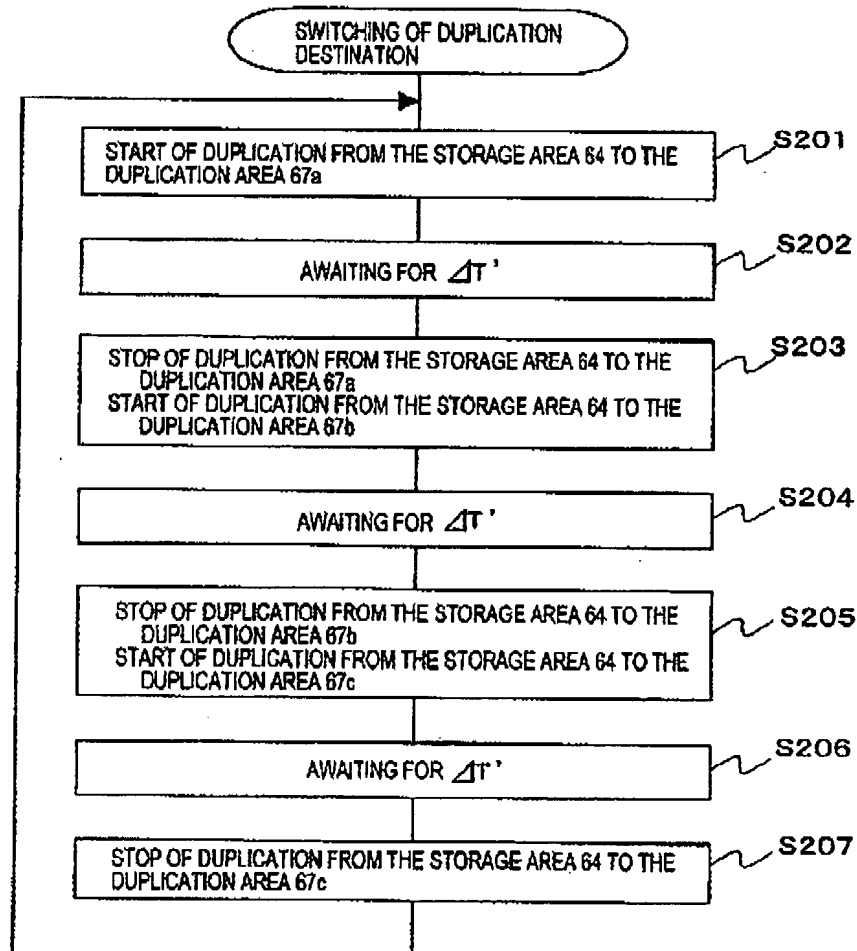 SWITCHING OF DUPLICATION
DESTINATION
START OF DUPLICATION FROM THE STORAGE AREA 64 TO THE
DUPLICATION AREA 67a
S201
AWAITING FOR ⊿T'
S202
STOP OF DUPLICATION FROM THE STORAGE AREA 64 TO THE
DUPLICATION AREA 67a
START OF DUPLICATION FROM THE STORAGE AREA 64 TO THE
DUPLICATION AREA 67b
S203
AWAITING FOR ⊿T'
S204
STOP OF DUPLICATION FROM THE STORAGE AREA 64 TO THE
DUPLICATION AREA 67b
START OF DUPLICATION FROM THE STORAGE AREA 64 TO THE
DUPLICATION AREA 67c
S205
AWAITING FOR ⊿T'
S206
STOP OF DUPLICATION FROM THE STORAGE AREA 64 TO THE
DUPLICATION AREA 67c
S207